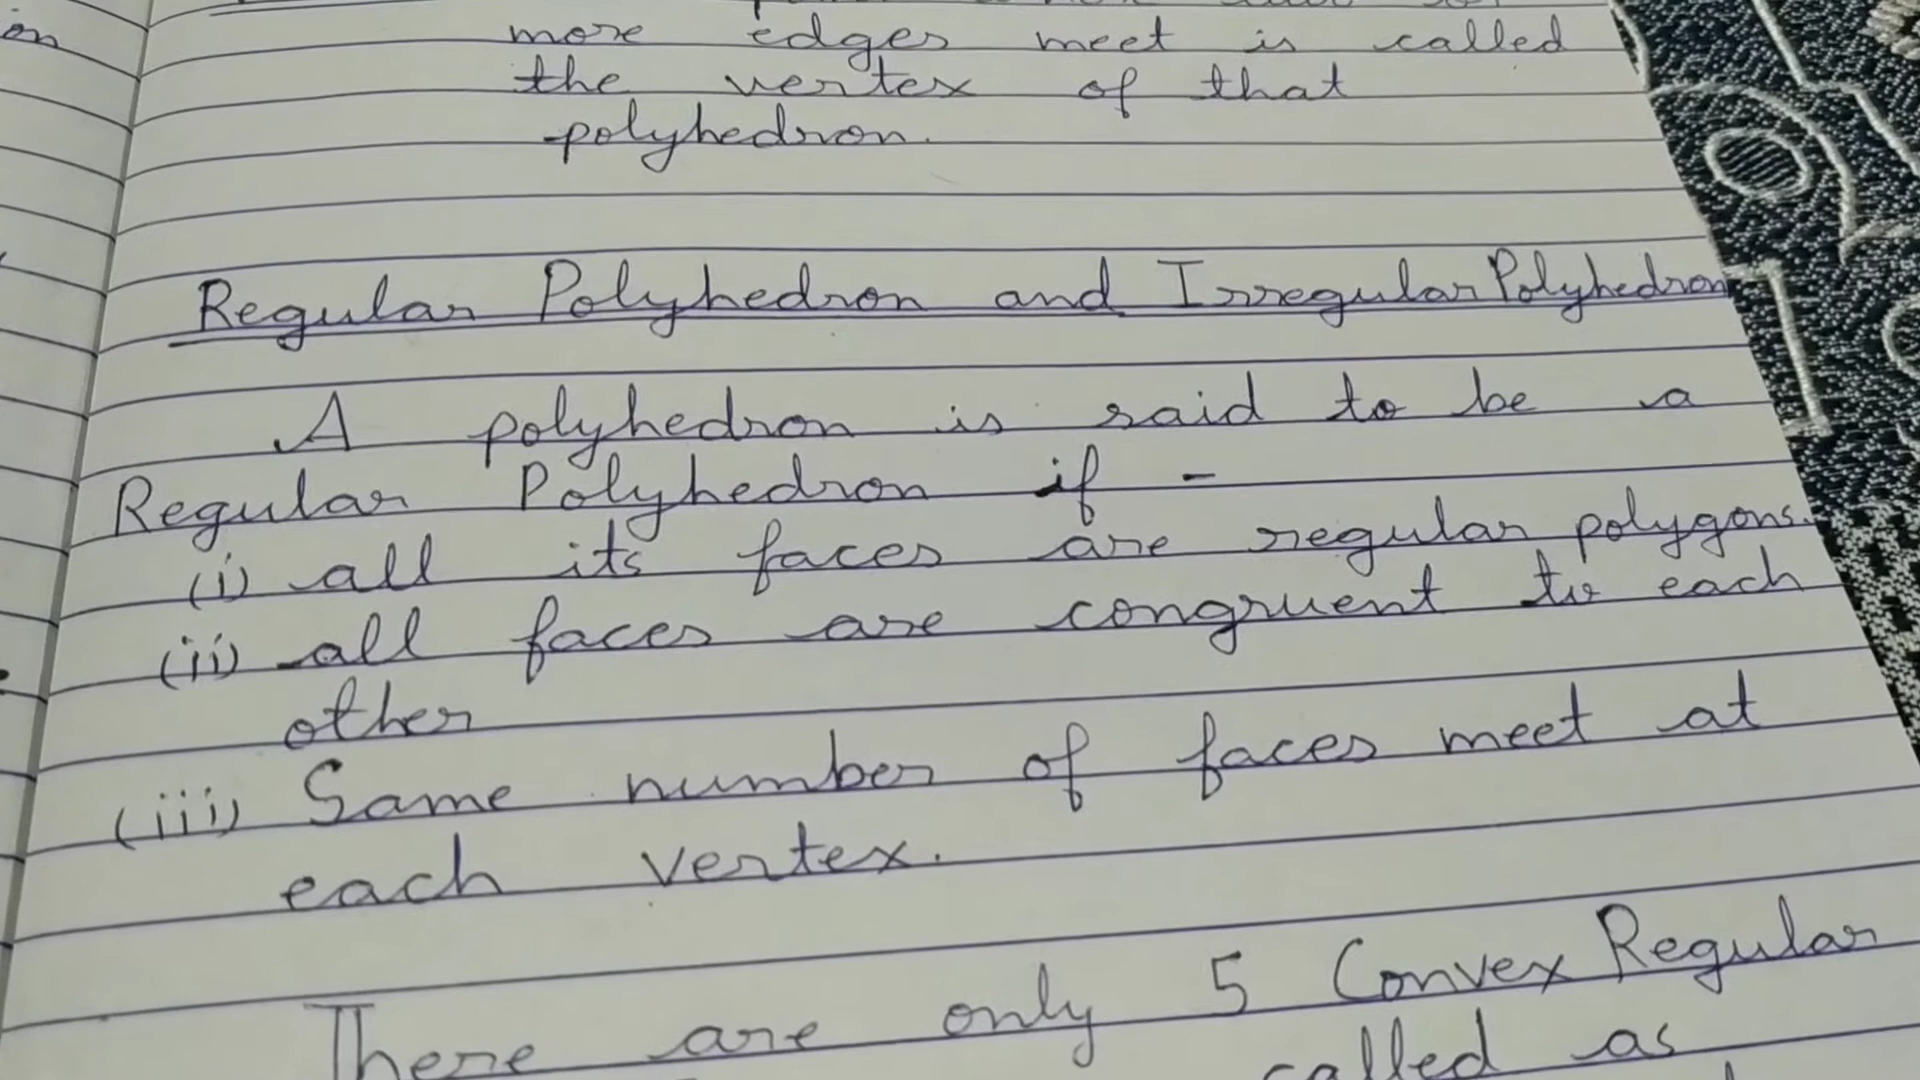 on
more edges meet is called
the vertex of that
polyhedron.
Regular Polyhedron and Irregular Polyhedron
A polyhedron is said to be a
Regular Polyhedron if -
(i) all its faces are regular polygons.
(ii) all faces are congruent to each
other
(iii) Same number of faces meet at
each vertex.
There are only 5 Convex Regular
called as